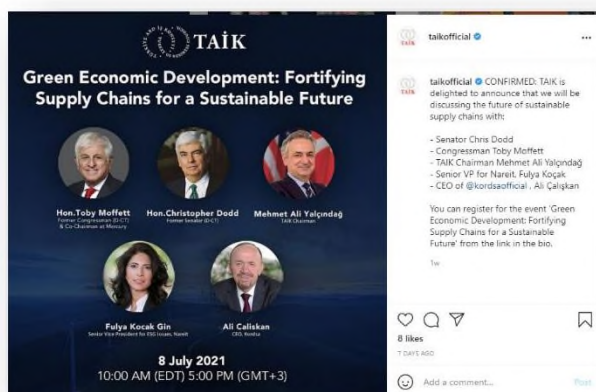 TAİK
Green Economic Development: Fortifying
Supply Chains for a Sustainable Future
Hon.Toby Moffett
Former Congressman (D-CT)
& Co-Chairman at Mercury
Hon.Christopher Dodd
Former Senator (D-CT)
Mehmet Ali Yalçındağ
TAIK Chairman
Fulya Kocak Gin
Senior Vice President for ESG Issues, Nareit
Ali Caliskan
CEO, Kordsa
8 July 2021
10:00 AM (EDT) 5:00 PM (GMT+3)
taikofficial
taikofficial CONFIRMED: TAIK is
delighted to announce that we will be
discussing the future of sustainable
supply chains with:
- Senator Chris Dodd
- Congressman Toby Moffett
- TAIK Chairman Mehmet Ali Yalçındağ
- Senior VP for Nareit, Fulya Koçak
- CEO of @kordsaofficial , Ali Çalışkan
You can register for the event 'Green
Economic Development: Fortifying
Supply Chains for a Sustainable
Future' from the link in the bio.
1w
8 likes
7 DAYS AGO
Add a comment...
Post